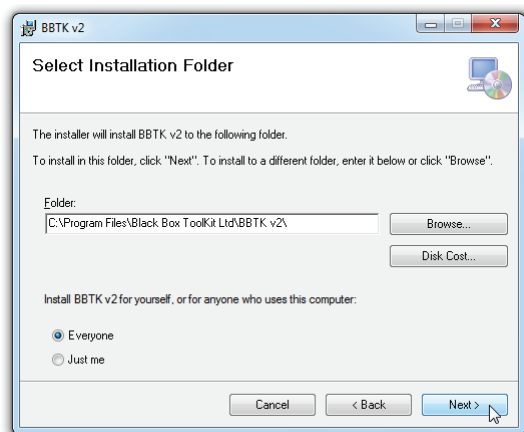 BBTK v2
Select Installation Folder
The installer will install BBTK v2 to the following folder.
To install in this folder, click "Next". To install to a different folder, enter it below or click "Browse".
Folder:
C:\Program Files\Black Box ToolKit Ltd\BBTK v2\
Browse...
Disk Cost...
Install BBTK v2 for yourself, or for anyone who uses this computer:
Everyone
Just me
Cancel
< Back
Next >